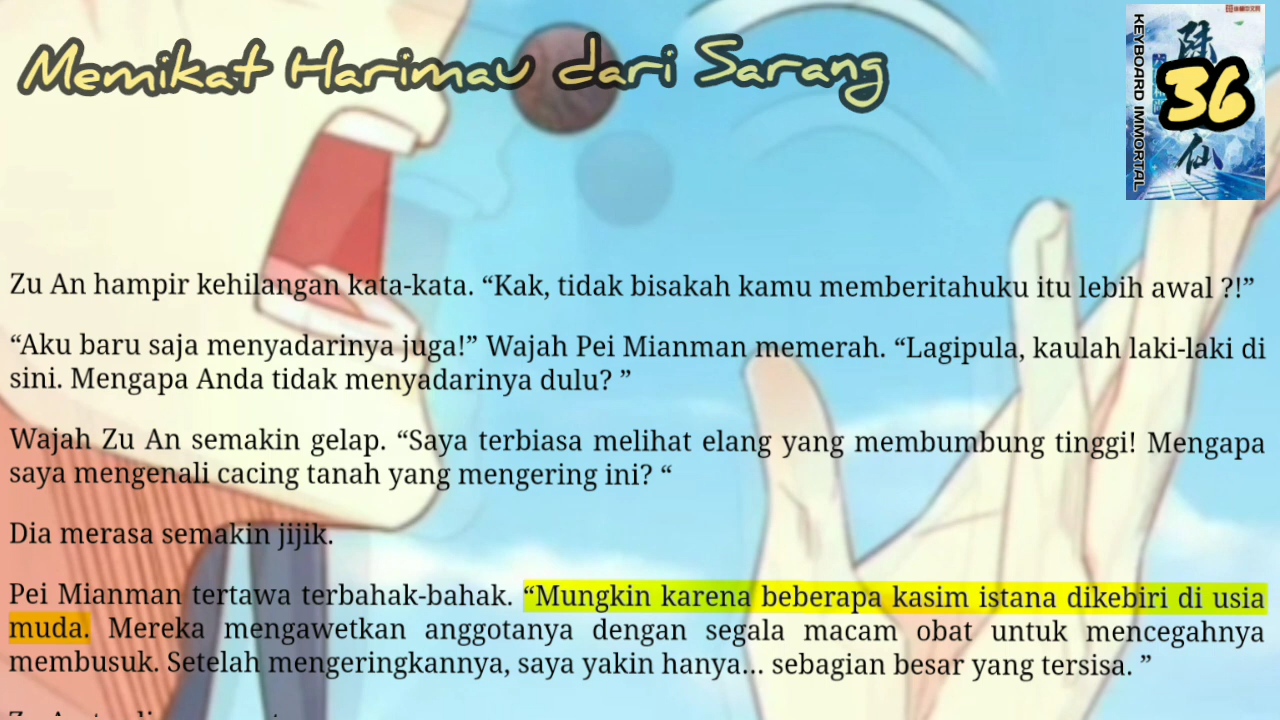 Memikat Harimau dari Sarang
KEYBOARD IMMORTAL
36
仙
Zu An hampir kehilangan kata-kata. “Kak, tidak bisakah kamu memberitahuku itu lebih awal ?!”
“Aku baru saja menyadarinya juga!” Wajah Pei Mianman memerah. “Lagipula, kaulah laki-laki di
sini. Mengapa Anda tidak menyadarinya dulu? ”
Wajah Zu An semakin gelap. “Saya terbiasa melihat elang yang membumbung tinggi! Mengapa
saya mengenali cacing tanah yang mengering ini? “
Dia merasa semakin jijik.
Pei Mianman tertawa terbahak-bahak. “Mungkin karena beberapa kasim istana dikebiri di usia
muda. Mereka mengawetkan anggotanya dengan segala macam obat untuk mencegahnya
membusuk. Setelah mengeringkannya, saya yakin hanya… sebagian besar yang tersisa. ”